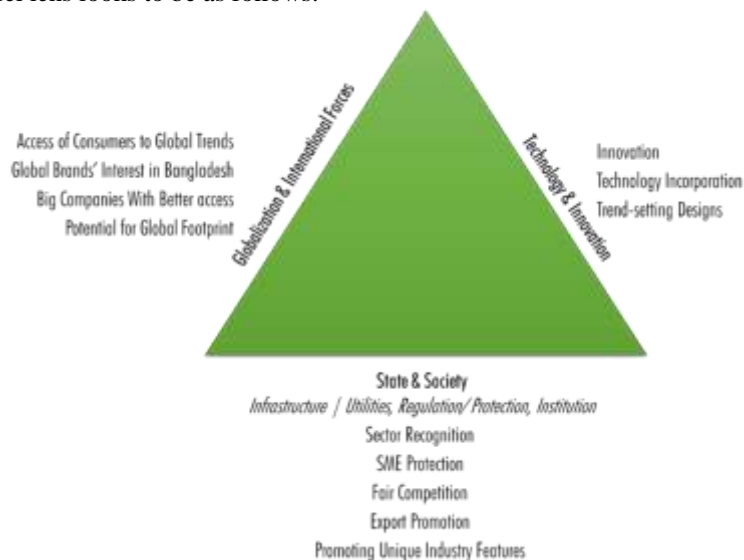 Access of Consumers to Global Trends
Global Brands' Interest in Bangladesh
Big Companies With Better access
Potential for Global Footprint
Globalization & International Forces
Technology & Innovation
Innovation
Technology Incorporation
Trend-setting Designs
State & Society
Infrastructure / Utilities, Regulation/ Protection, Institution
Sector Recognition
SME Protection
Fair Competition
Export Promotion
Promoting Unique Industry Features